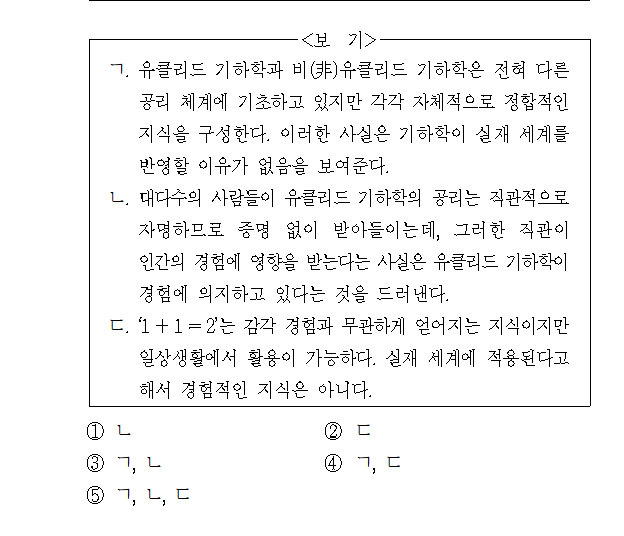 <보 기>
ㄱ. 유클리드 기하학과 비(非)유클리드 기하학은 전혀 다른
공리 체계에 기초하고 있지만 각각 자체적으로 정합적인
지식을 구성한다. 이러한 사실은 기하학이 실재 세계를
반영할 이유가 없음을 보여준다.
ㄴ. 대다수의 사람들이 유클리드 기하학의 공리는 직관적으로
자명하므로 증명 없이 받아들이는데, 그러한 직관이
인간의 경험에 영향을 받는다는 사실은 유클리드 기하학이
경험에 의지하고 있다는 것을 드러낸다.
ㄷ. ‘1+1=2’는 감각 경험과 무관하게 얻어지는 지식이지만
일상생활에서 활용이 가능하다. 실재 세계에 적용된다고
해서 경험적인 지식은 아니다.
① ㄴ ② ㄷ
③ ㄱ, ㄴ ④ ㄱ, ㄷ
⑤ ㄱ, ㄴ, ㄷ